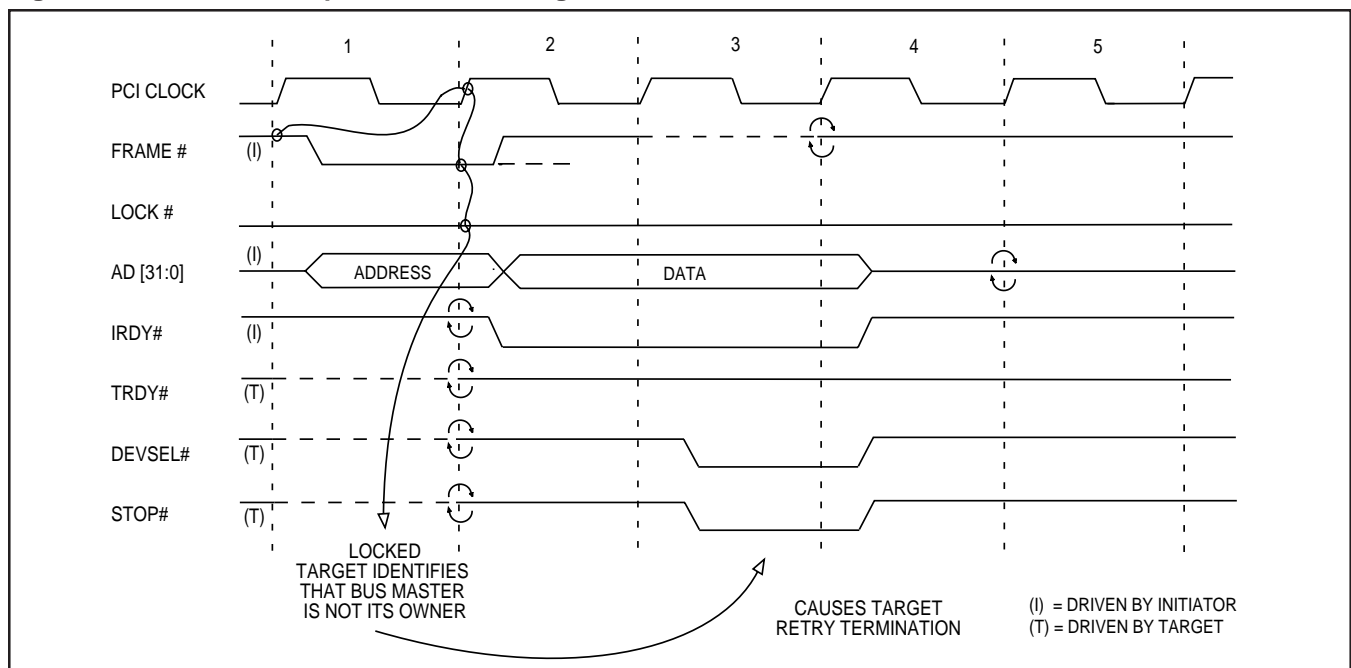 1 2 3 4 5
PCI CLOCK
FRAME # (I)
LOCK #
AD [31:0] (I) ADDRESS DATA
IRDY# (I)
TRDY# (T)
DEVSEL# (T)
STOP# (T)
LOCKED
TARGET IDENTIFIES
THAT BUS MASTER
IS NOT ITS OWNER
CAUSES TARGET
RETRY TERMINATION
(I) = DRIVEN BY INITIATOR
(T) = DRIVEN BY TARGET